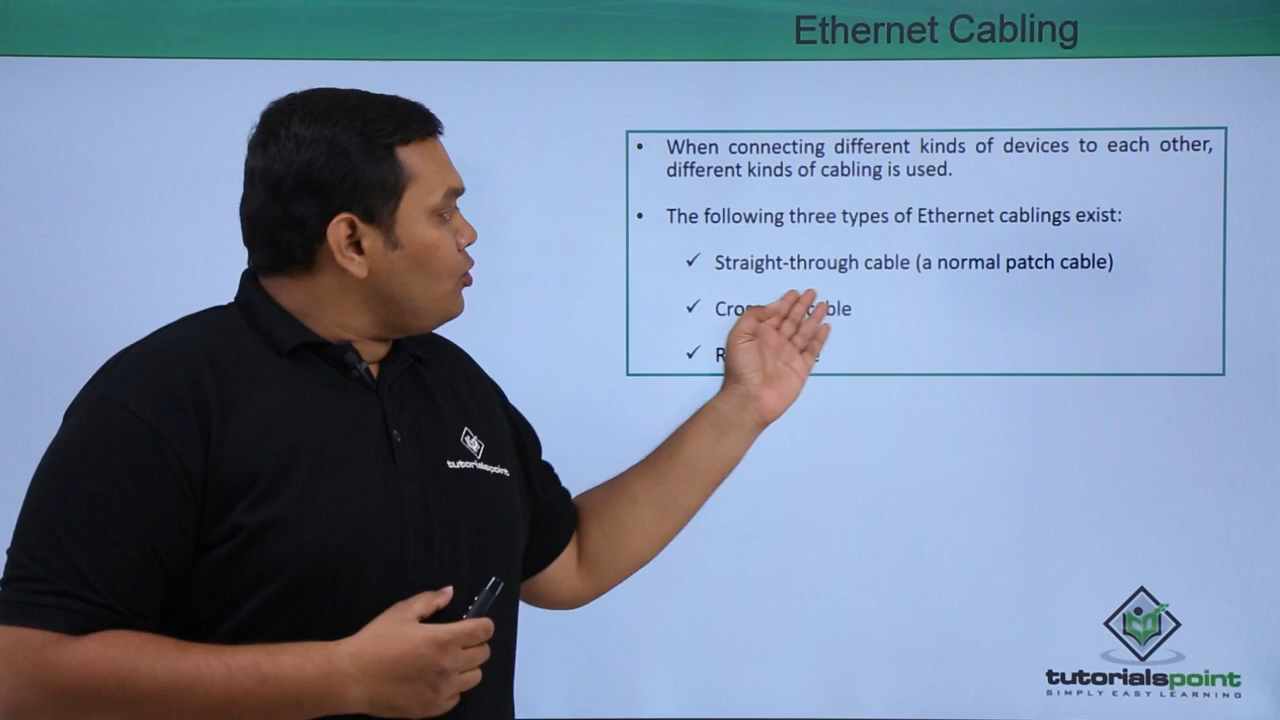 Ethernet Cabling
• When connecting different kinds of devices to each other,
different kinds of cabling is used.
• The following three types of Ethernet cablings exist:
✓ Straight-through cable (a normal patch cable)
✓
✓
tutorialspoint
tutorialspoint
SIMPLY EASY LEARNING